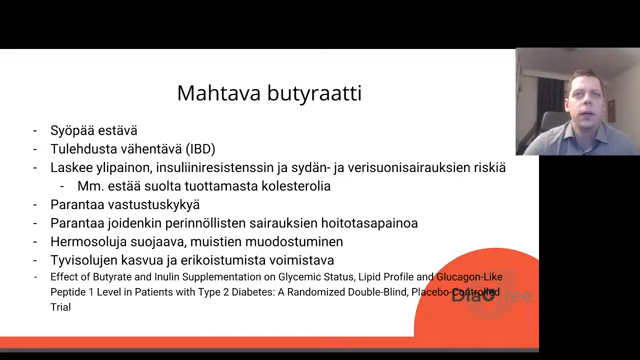 Mahtava butyraatti
- Syöpää estävä
- Tulehdusta vähentävä (IBD)
- Laskee ylipainon, insuliiniresistenssin ja sydän- ja verisuonisairauksien riskiä
- Mm. estää suolta tuottamasta kolesterolia
- Parantaa vastustuskykyä
- Parantaa joidenkin perinnöllisten sairauksien hoitotasapainoa
- Hermosoluja suojaava, muistien muodostuminen
- Tyvisolujen kasvua ja erikoistumista voimistava
- Effect of Butyrate and Inulin Supplementation on Glycemic Status, Lipid Profile and Glucagon-Like
Peptide 1 Level in Patients with Type 2 Diabetes: A Randomized Double-Blind, Placebo-Controlled
Trial